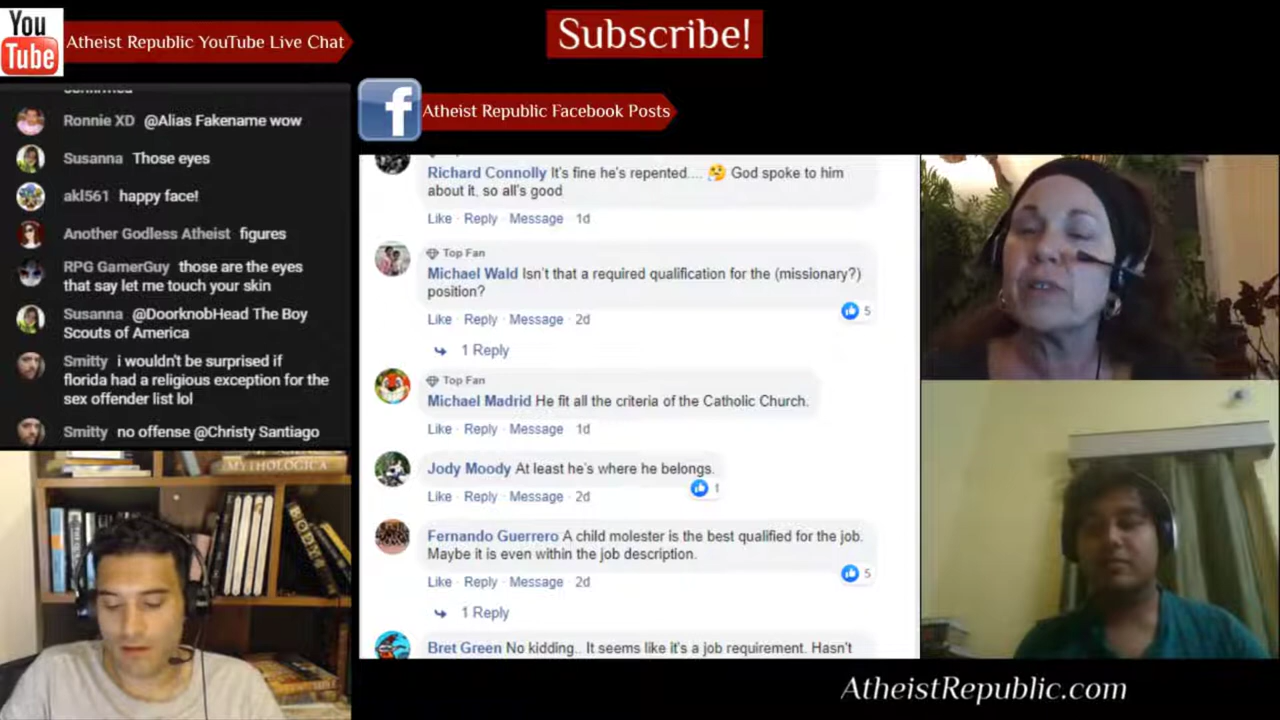 You
Tube
Atheist Republic YouTube Live Chat
Subscribe!
f
Atheist Republic Facebook Posts
Ronnie XD @Alias Fakename wow
Susanna Those eyes
akl561 happy face!
Another Godless Atheist figures
RPG GamerGuy those are the eyes
that say let me touch your skin
Susanna @DoorknobHead The Boy
Scouts of America
Smitty i wouldn't be surprised if
florida had a religious exception for the
sex offender list lol
Smitty no offense @Christy Santiago
Richard Connolly It's fine he's repented.... 🤔 God spoke to him
about it, so all's good
Like · Reply · Message · 1d
Top Fan
Michael Wald Isn't that a required qualification for the (missionary?)
position?
5
Like · Reply · Message · 2d
1 Reply
Top Fan
Michael Madrid He fit all the criteria of the Catholic Church.
Like · Reply · Message · 1d
Jody Moody At least he's where he belongs.
1
Like · Reply · Message · 2d
Fernando Guerrero A child molester is the best qualified for the job.
Maybe it is even within the job description.
5
Like · Reply · Message · 2d
1 Reply
Bret Green No kidding.. It seems like it's a job requirement. Hasn't
MYTHOLOGICA
AtheistRepublic.com